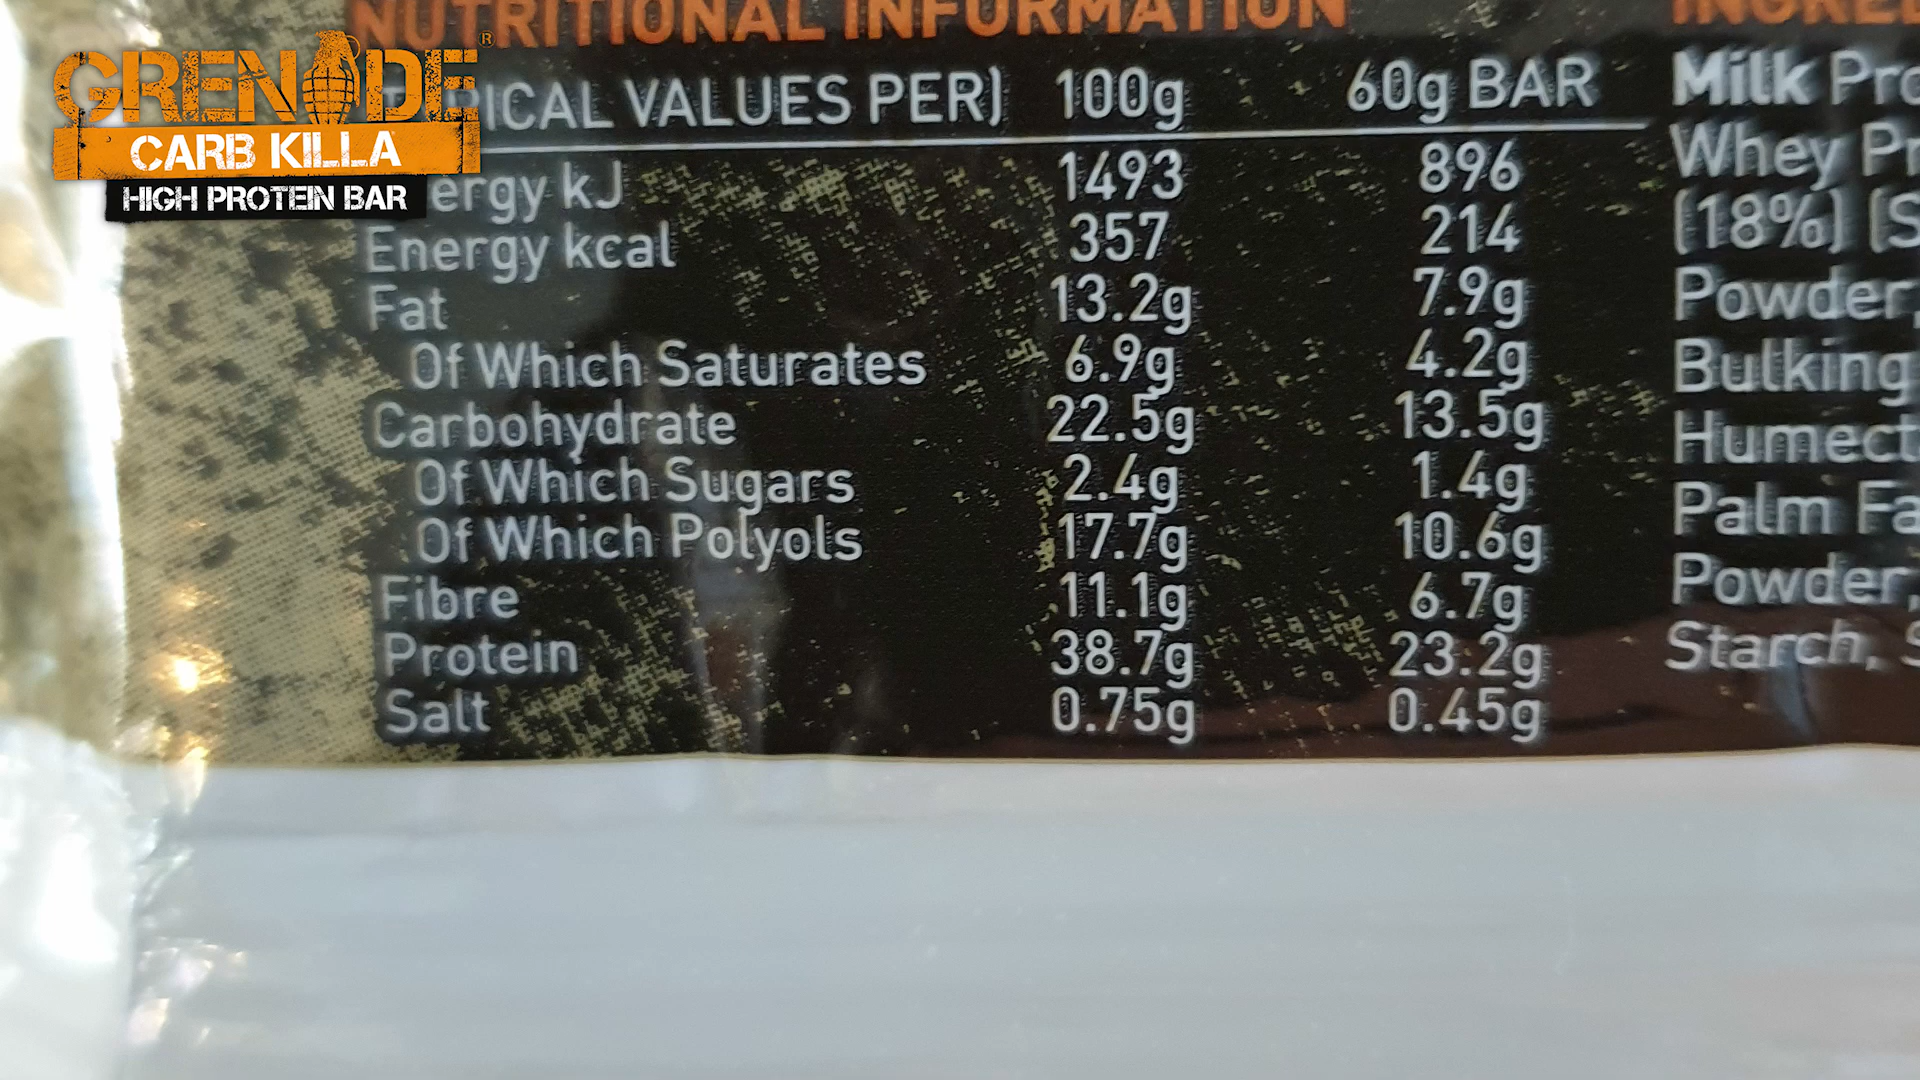 GRENADE®
CARB KILLA
HIGH PROTEIN BAR
NUTRITIONAL INFORMATION
ICAL VALUES PER) 100g 60g BAR
ergy kJ 1493 896
Energy kcal 357 214
Fat 13.2g 7.9g
Of Which Saturates 6.9g 4.2g
Carbohydrate 22.5g 13.5g
Of Which Sugars 2.4g 1.4g
Of Which Polyols 17.7g 10.6g
Fibre 11.1g 6.7g
Protein 38.7g 23.2g
Salt 0.75g 0.45g
Milk Pro
Whey Pr
(18%) (S
Powder,
Bulking
Humect
Palm Fa
Powder,
Starch, S